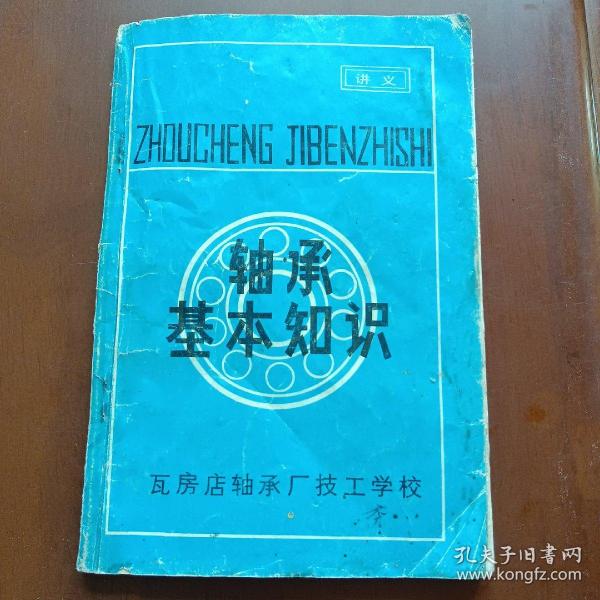 讲义
ZHOUCHENG JIBENZHISHI
轴承
基本知识
瓦房店轴承厂技工学校
孔夫子旧书网
www.kongfz.com